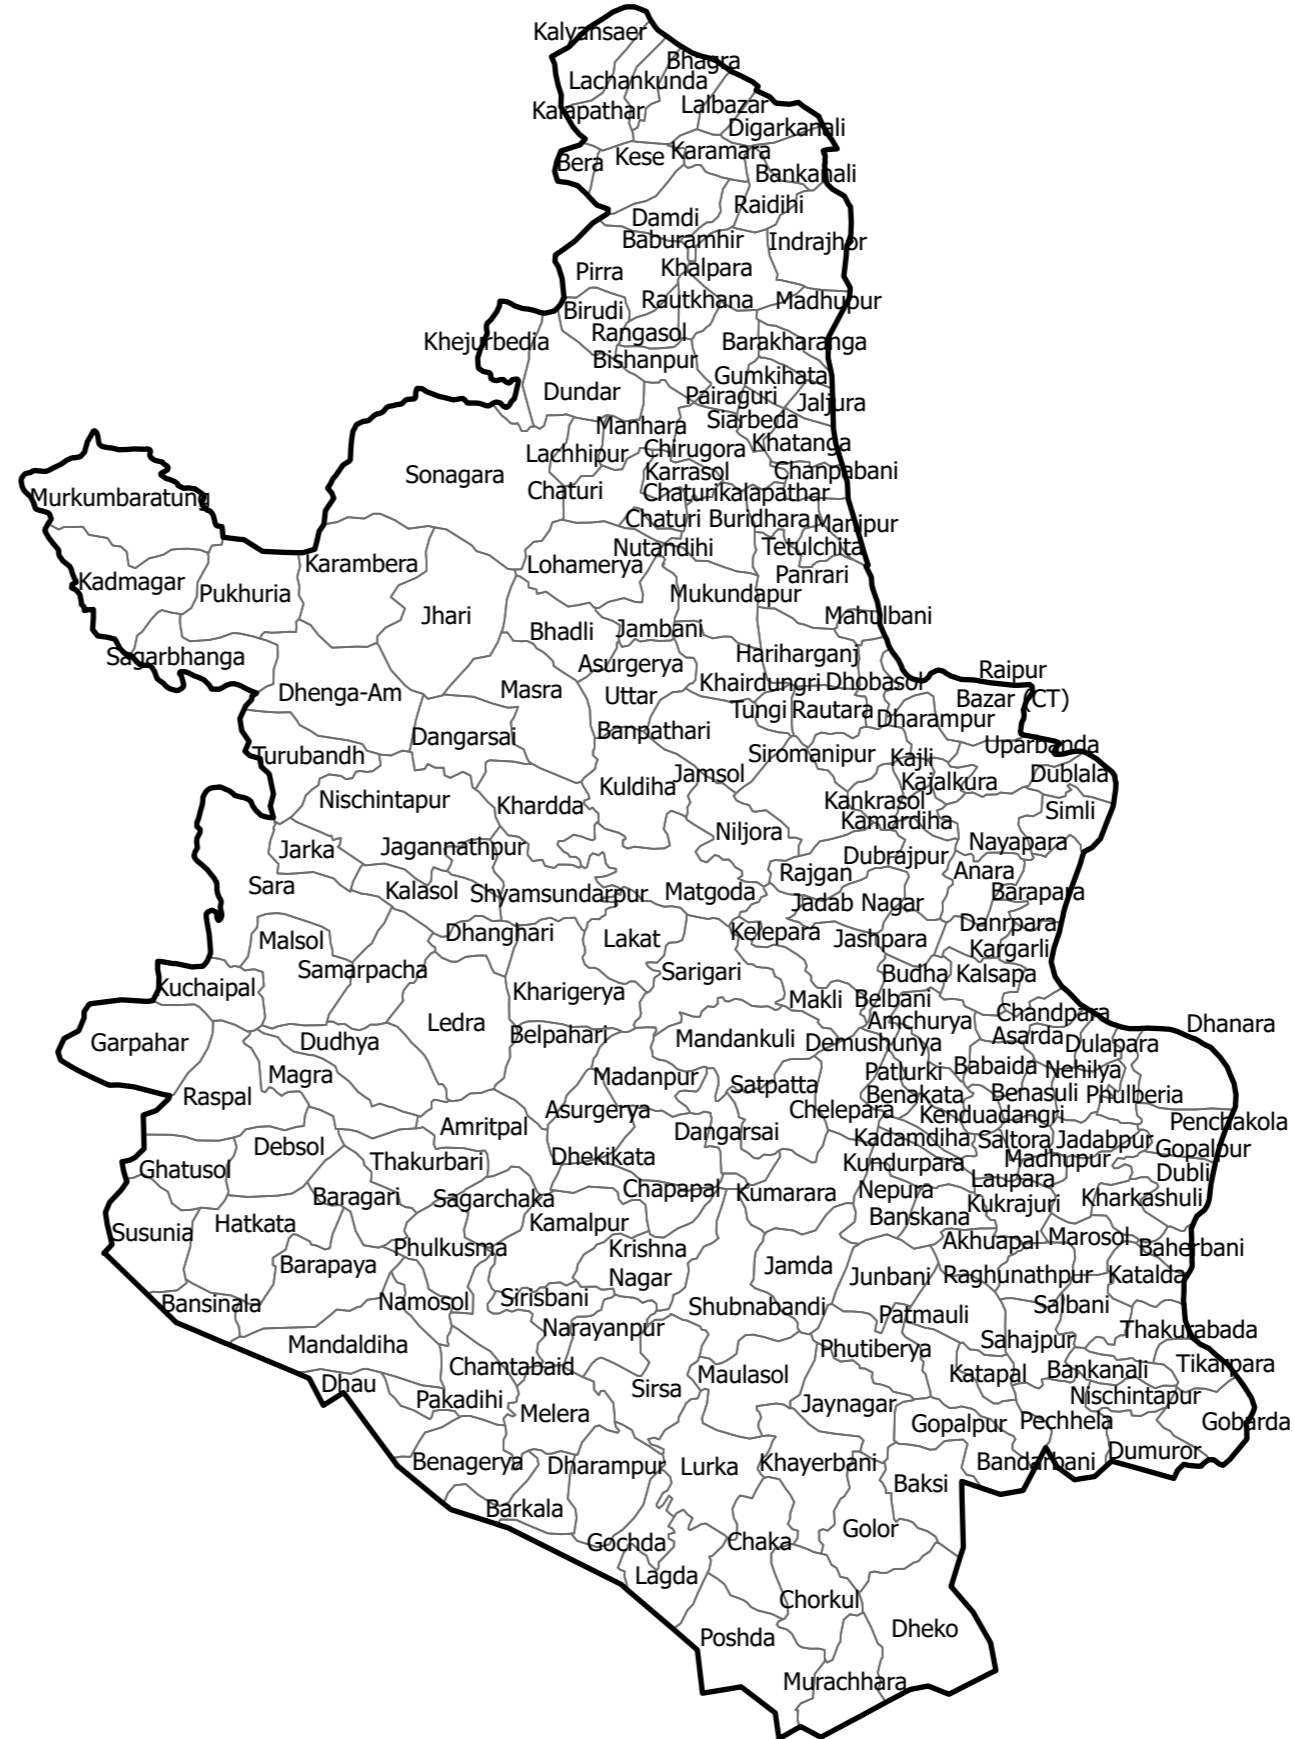 Kalyansaer
Bhagra
Lachankunda
Lalbazar
Kalapathar
Digarkanali
Karamara
Kese
Bera
Bankanali
Raidihi
Damdi
Baburamhir
Indrajhor
Khalpara
Pirra
Rautkhana
Madhupur
Birudi
Rangasol
Khejurbedia
Barakharanga
Bishanpur
Gumkihata
Dundar
Pairaguri
Jaljura
Siarbeda
Manhara
Khatanga
Chirugora
Lachhipur
Karrasol
Chanpabani
Sonagara
Chaturi
Chaturikalapathar
Murkumbaratung
Chaturi Buridhara
Manipur
Nutandihi
Tetulchita
Karambera
Lohamerya
Panrari
Kadmagar
Pukhuria
Mukundapur
Jhari
Mahulbani
Bhadli
Jambani
Sagarbhanga
Hariharganj
Asurgerya
Raipur
Bazar (CT)
Khairdungri
Dhobasol
Dhenga-Am
Masra
Uttar
Banpathari
Tungi
Rautara
Dharampur
Dangarsai
Uparbanda
Turubandh
Siromanipur
Kajli
Jamsol
Dublala
Kuldiha
Kajalkura
Nischintapur
Khardda
Kankrasol
Simli
Kamardiha
Niljora
Nayapara
Jarka
Jagannathpur
Dubrajpur
Rajgan
Anara
Sara
Kalasol
Shyamsundarpur
Matgoda
Barapara
Jadab Nagar
Danrpara
Malsol
Dhanghari
Lakat
Kelepara
Jashpara
Kargarli
Samarpacha
Sarigari
Budha
Kalsapa
Kuchaipal
Kharigerya
Makli
Belbani
Chandpara
Ledra
Amchurya
Dhanara
Garpahar
Dudhya
Belpahari
Mandankuli
Demushunya
Asarda
Dulapara
Magra
Madanpur
Satpatta
Patlurki
Babaida
Nehilya
Raspal
Benakata
Benasuli
Phulberia
Asurgerya
Chelepara
Kenduadangri
Penchakola
Amritpal
Dangarsai
Kadamdiha
Saltora
Jadabpur
Debsol
Gopalpur
Ghatusol
Thakurbari
Dhekikata
Kundurpara
Madhupur
Dubli
Baragari
Sagarchaka
Chapapal
Kumarara
Nepura
Laupara
Kharkashuli
Kukrajuri
Susunia
Hatkata
Kamalpur
Banskana
Akhuapal
Marosol
Phulkusma
Krishna
Nagar
Baherbani
Barapaya
Jamda
Junbani
Raghunathpur
Katalda
Bansinala
Namosol
Sirisbani
Shubnabandi
Salbani
Patmauli
Narayanpur
Thakurabada
Mandaldiha
Sahajpur
Phutiberya
Chamtabaid
Maulasol
Katapal
Bankanali
Tikarpara
Dhau
Sirsa
Pakadihi
Nischintapur
Jaynagar
Melera
Gopalpur
Pechhela
Gobarda
Dumuror
Benagerya
Dharampur
Lurka
Khayerbani
Bandarbani
Baksi
Barkala
Golor
Gochda
Chaka
Lagda
Chorkul
Dheko
Poshda
Murachhara